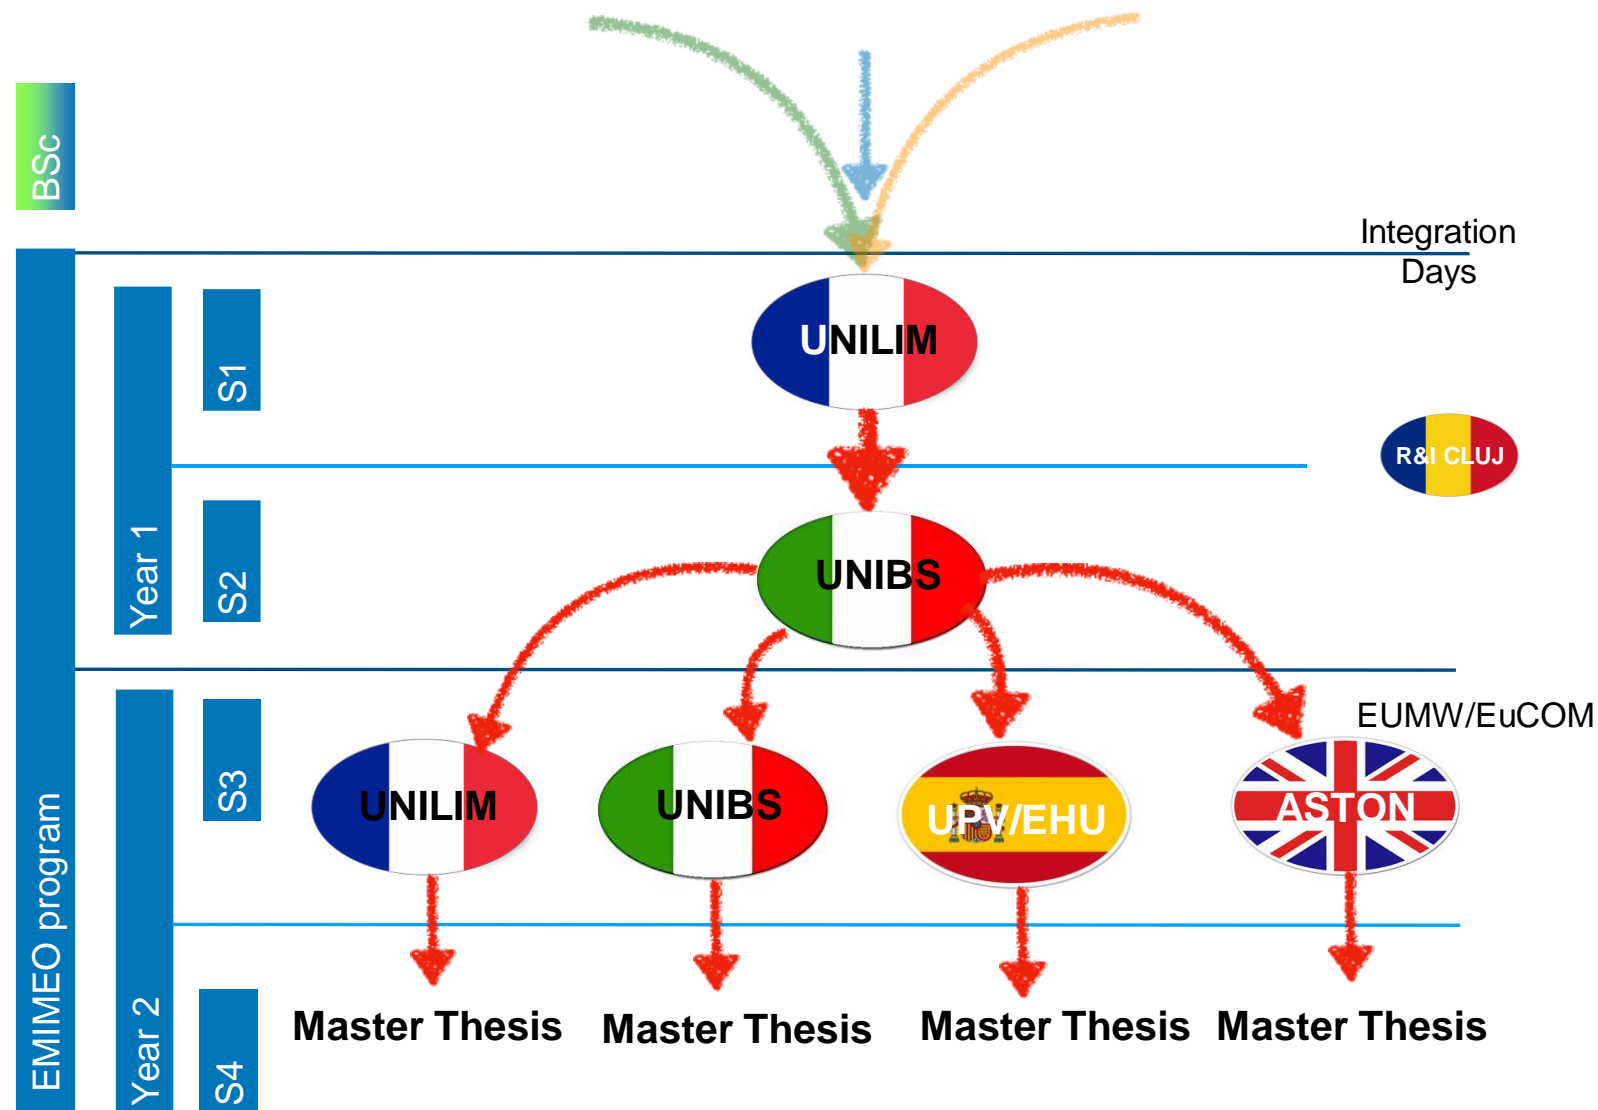 BSc
Integration
Days
EMIMEO program
Year 1
S1
UNILIM
R&I CLUJ
S2
UNIBS
Year 2
S3
EUMW/EuCOM
UNILIM
UNIBS
UPV/EHU
ASTON
S4
Master Thesis
Master Thesis
Master Thesis
Master Thesis